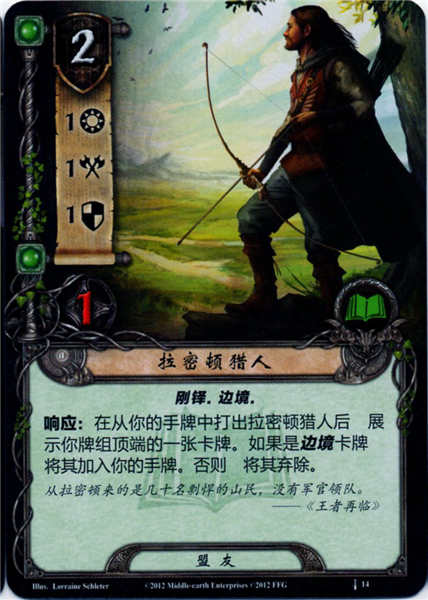 2
1
1
1
1
拉密顿猎人
刚铎. 边境.
响应: 在从你的手牌中打出拉密顿猎人后 展
示你牌组顶端的一张卡牌。如果是边境卡牌
将其加入你的手牌。否则 将其弃除。
从拉密顿来的是几十名剽悍的山民, 没有军官领队。
——《王者再临》
盟友
Illus. Lorraine Schleter ©2012 Middle-earth Enterprises ©2012 FFG 14